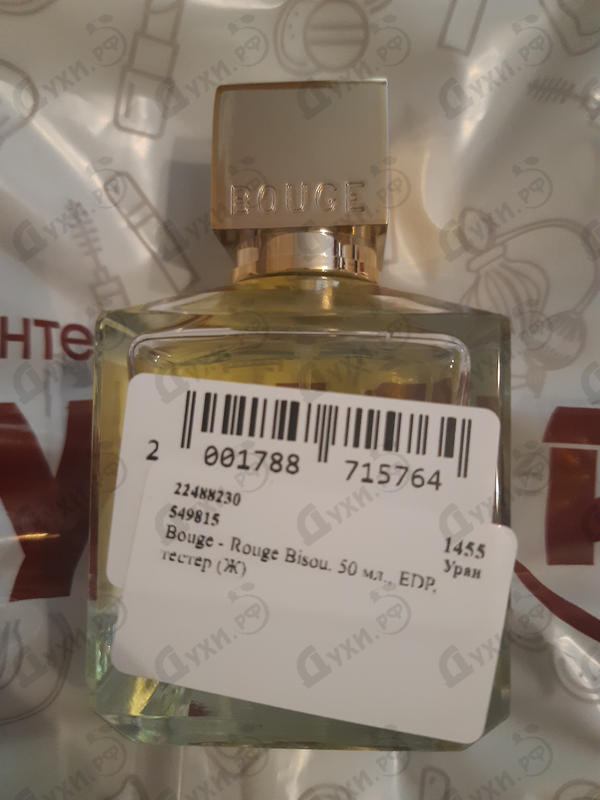 BOUGE
нте
2 001788 715764
22488230
549815
Bouge - Rouge Bisou. 50 мл., EDP,
тестер (Ж)
1455
Урян
Духи.рф